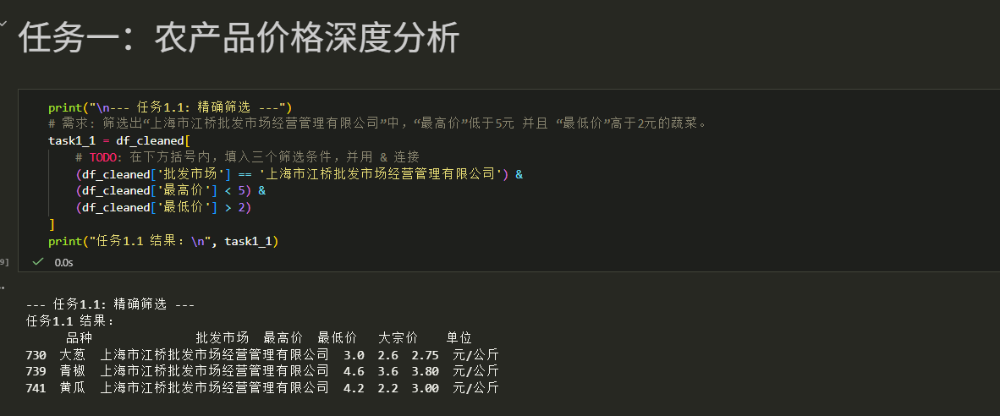 任务一：农产品价格深度分析
print("\n--- 任务1.1: 精确筛选 ---")
# 需求: 筛选出“上海市江桥批发市场经营管理有限公司”中，“最高价”低于5元 并且 “最低价”高于2元的蔬菜。
task1_1 = df_cleaned[
# TODO: 在下方括号内，填入三个筛选条件，并用 & 连接
(df_cleaned['批发市场'] == '上海市江桥批发市场经营管理有限公司') &
(df_cleaned['最高价'] < 5) &
(df_cleaned['最低价'] > 2)
]
print("任务1.1 结果：\n", task1_1)
9]
0.0s
--- 任务1.1: 精确筛选 ---
任务1.1 结果：
品种 批发市场 最高价 最低价 大宗价 单位
730 大葱 上海市江桥批发市场经营管理有限公司 3.0 2.6 2.75 元/公斤
739 青椒 上海市江桥批发市场经营管理有限公司 4.6 3.6 3.80 元/公斤
741 黄瓜 上海市江桥批发市场经营管理有限公司 4.2 2.2 3.00 元/公斤